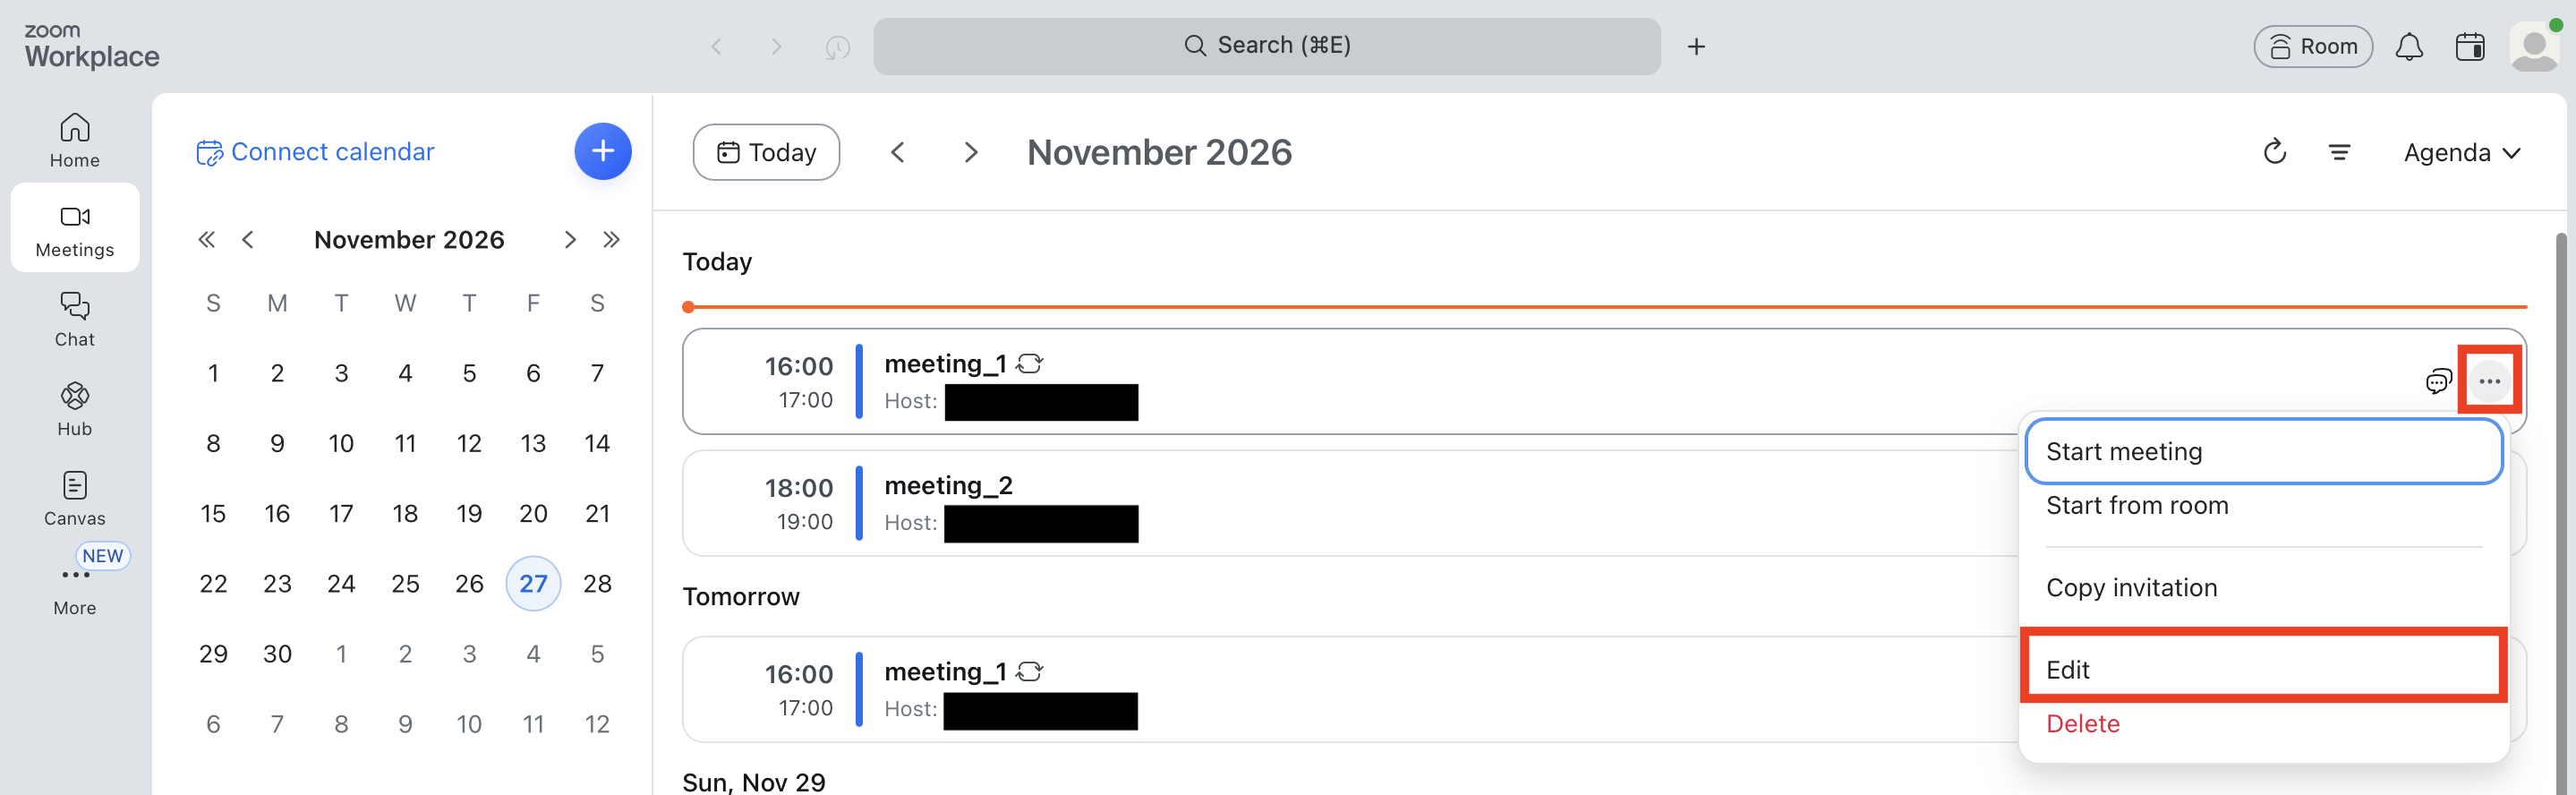 zoom
Workplace
Search (⌘E)
Room
Home
Meetings
Chat
Hub
Canvas
NEW
More
Connect calendar
November 2026
S M T W T F S
1 2 3 4 5 6 7
8 9 10 11 12 13 14
15 16 17 18 19 20 21
22 23 24 25 26 27 28
29 30 1 2 3 4 5
6 7 8 9 10 11 12
Today
November 2026
Agenda
Today
16:00
17:00
meeting_1
Host:
18:00
19:00
meeting_2
Host:
Tomorrow
16:00
17:00
meeting_1
Host:
Sun, Nov 29
Start meeting
Start from room
Copy invitation
Edit
Delete